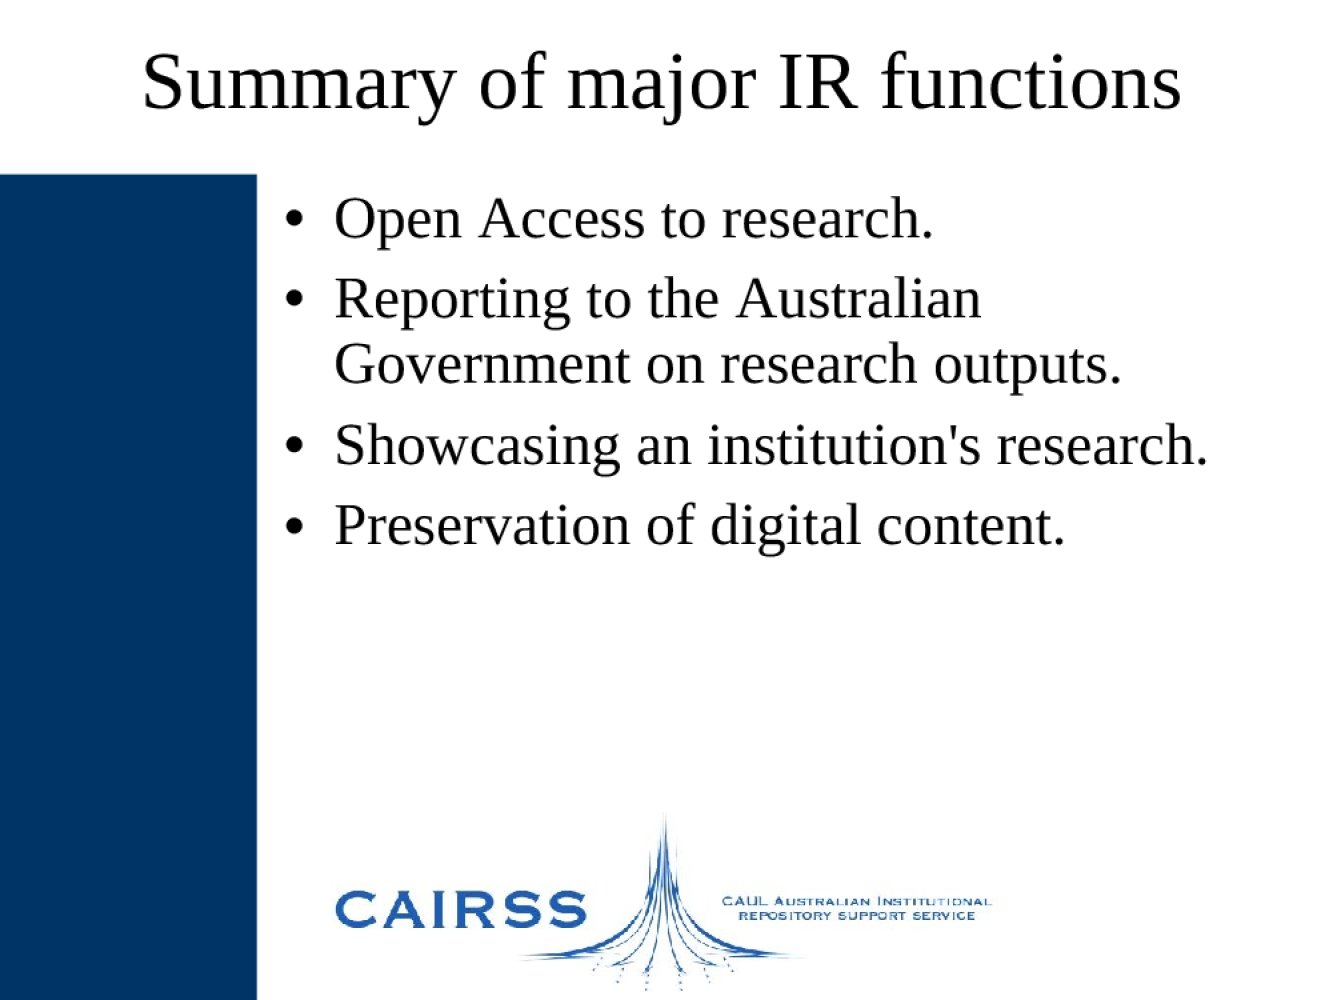 Summary of major IR functions
• Open Access to research.
• Reporting to the Australian
Government on research outputs.
• Showcasing an institution's research.
• Preservation of digital content.
CAIRSS
CAUL Australian Institutional
Repository Support Service